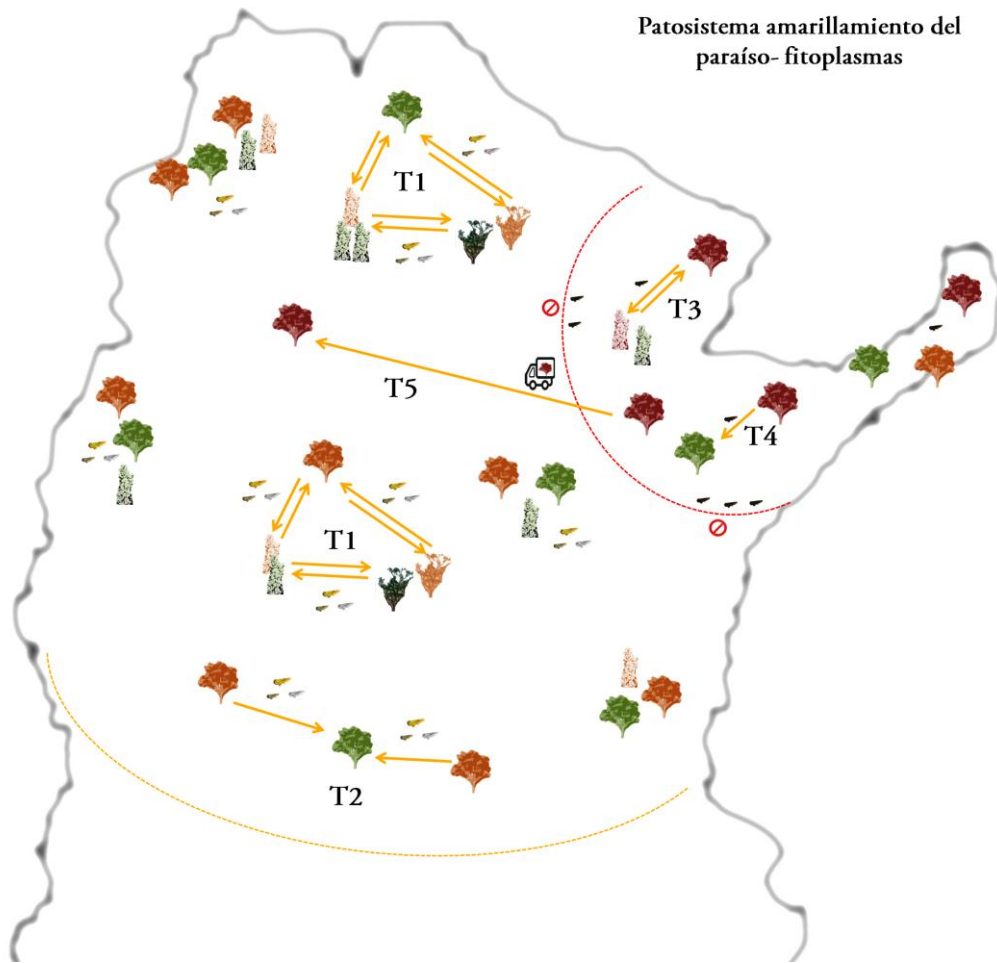 Patosistema amarillamiento del
paraíso- fitoplasmas
T1
T3
T5
T4
T1
T2